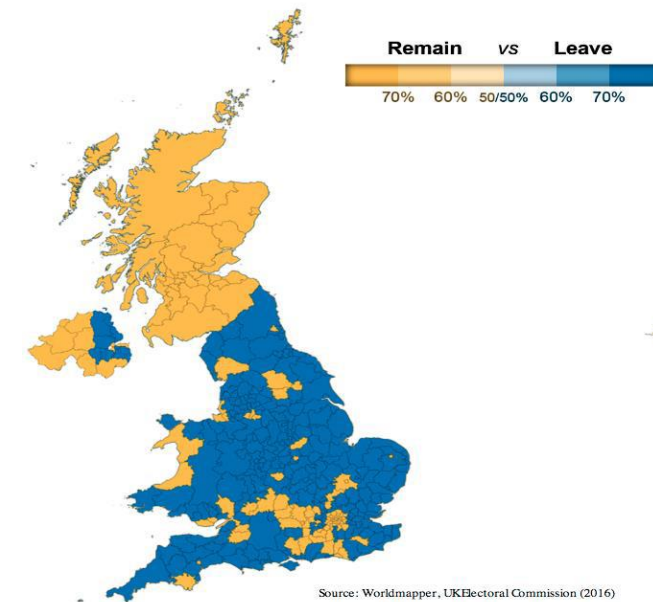 Remain vs Leave
70% 60% 50/50% 60% 70%
Source: Worldmapper, UKElectoral Commission (2016)